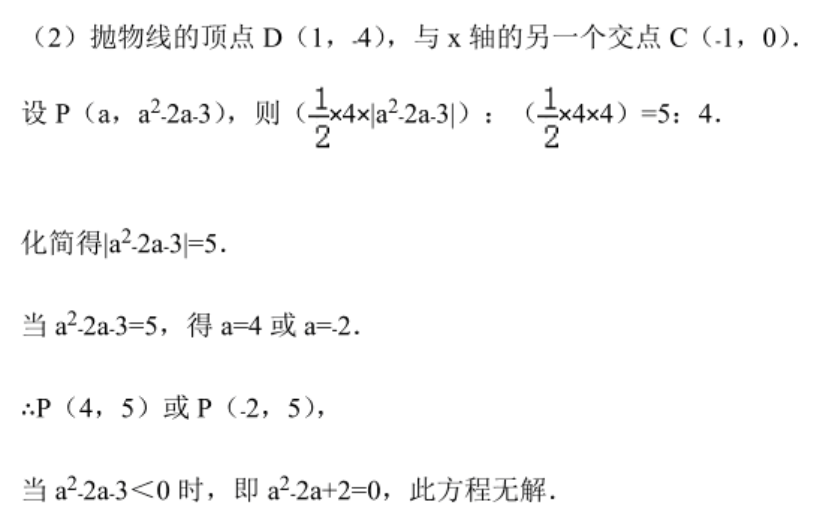 （2）抛物线的顶点 D（1，-4），与 x 轴的另一个交点 C（-1，0）.
设 P（a，a²-2a-3），则（1/2×4×|a²-2a-3|）：（1/2×4×4）=5：4.
化简得|a²-2a-3|=5.
当 a²-2a-3=5，得 a=4 或 a=-2.
∴P（4，5）或 P（-2，5），
当 a²-2a-3＜0 时，即 a²-2a+2=0，此方程无解.